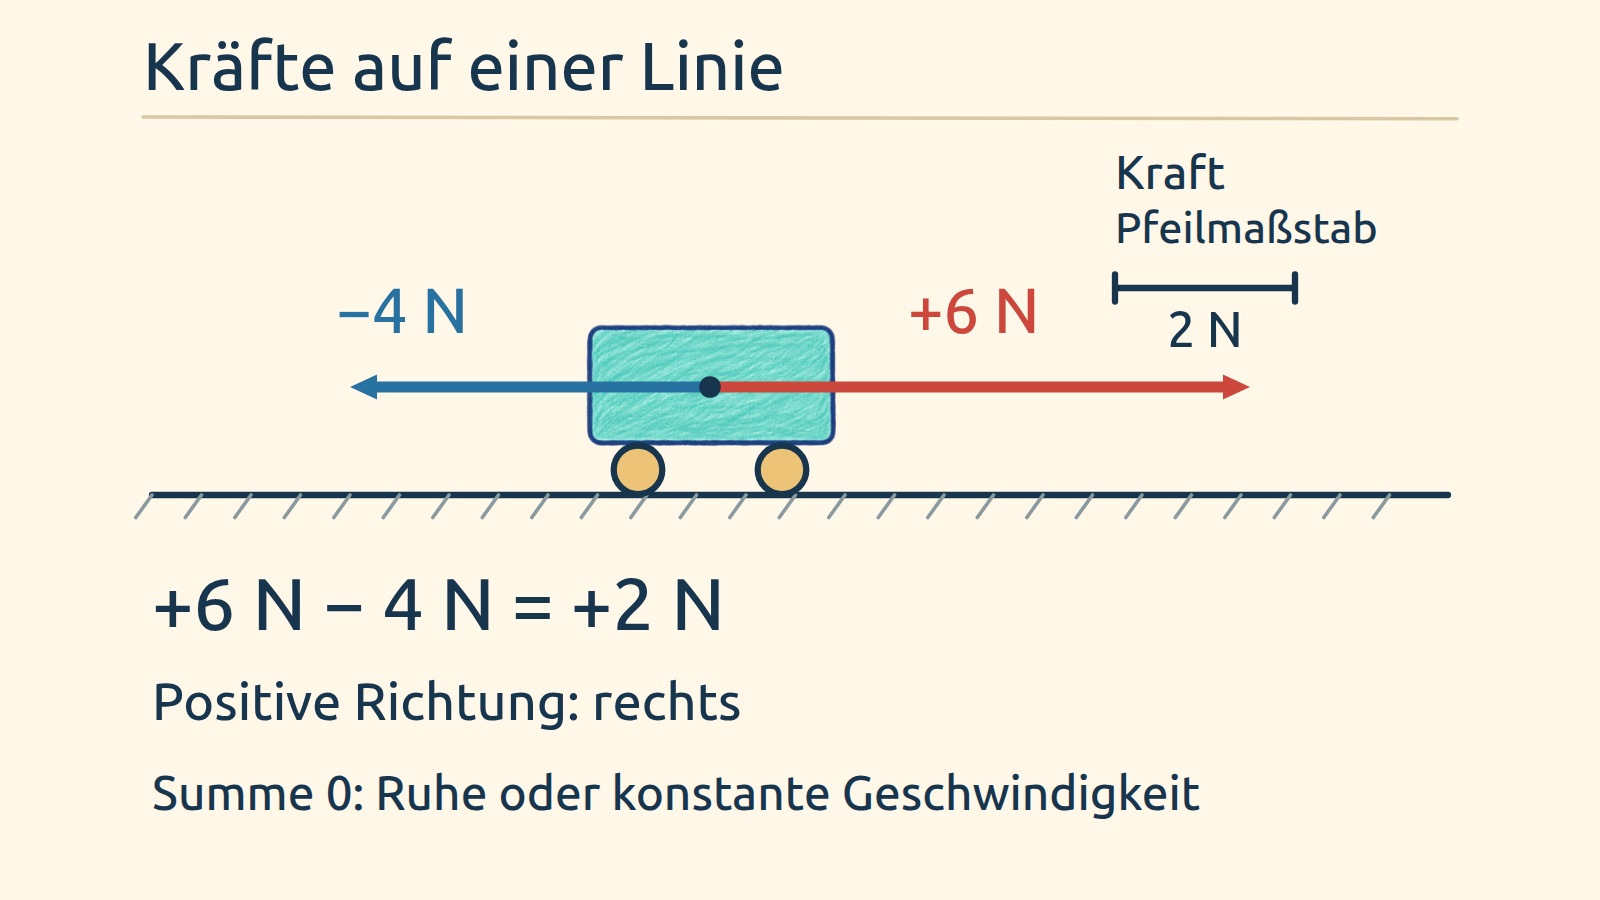 Kräfte auf einer Linie
Kraft
Pfeilmaßstab
2 N
−4 N
+6 N
+6 N − 4 N = +2 N
Positive Richtung: rechts
Summe 0: Ruhe oder konstante Geschwindigkeit